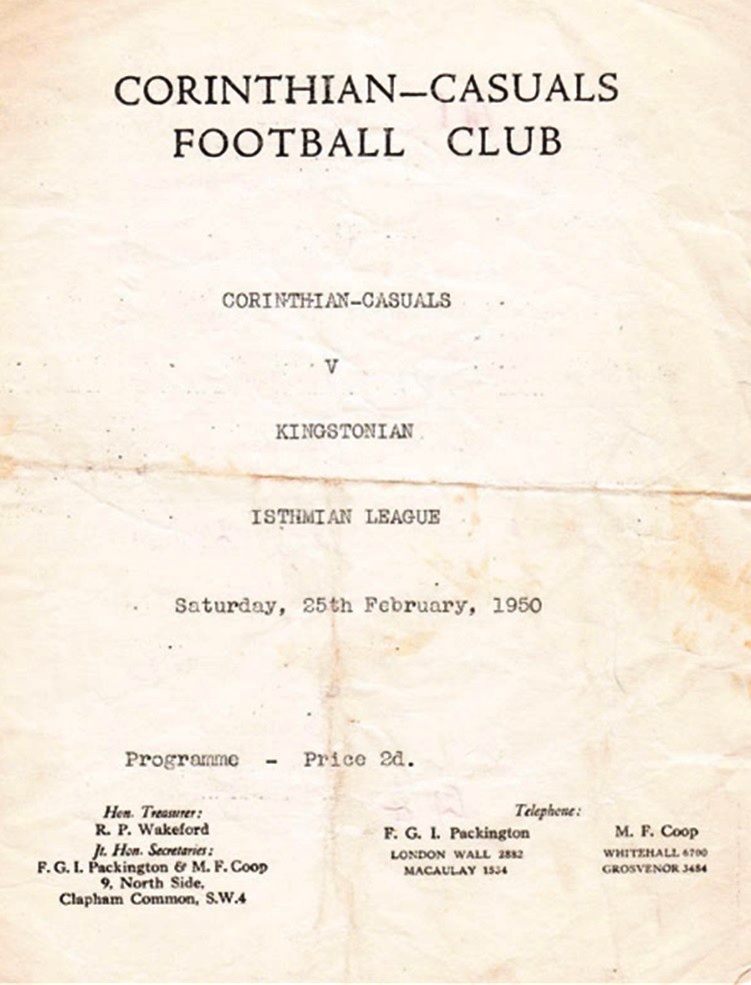 CORINTHIAN–CASUALS
FOOTBALL CLUB
CORINTHIAN-CASUALS
V
KINGSTONIAN
ISTHMIAN LEAGUE
Saturday, 25th February, 1950
Programme - Price 2d.
Hon. Treasurer:
R. P. Wakeford
Jt. Hon. Secretaries:
F. G. I. Packington & M. F. Coop
9, North Side,
Clapham Common, S.W.4
Telephone:
F. G. I. Packington
LONDON WALL 2882
MACAULAY 1534
M. F. Coop
WHITEHALL 6700
GROSVENOR 3484